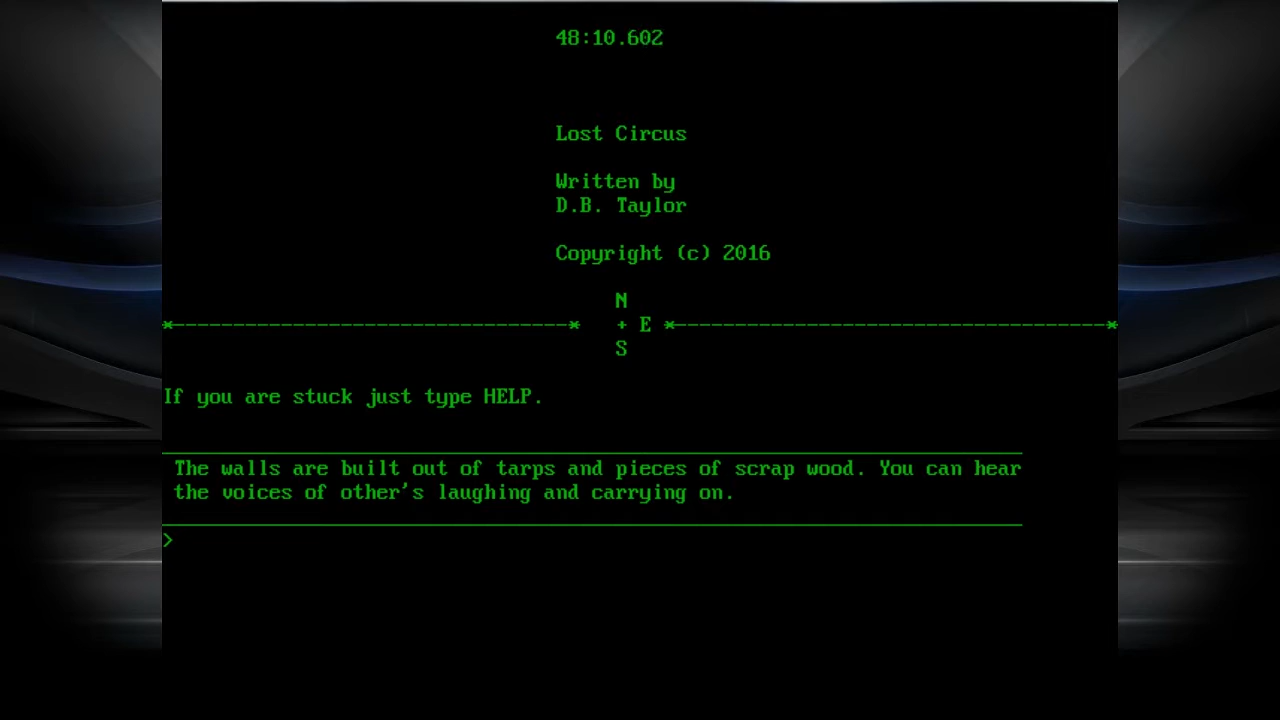 48:10.602
Lost Circus
Written by
D.B. Taylor
Copyright (c) 2016
N
*----------------------------------* + E *-------------------------------------*
S
If you are stuck just type HELP.
The walls are built out of tarps and pieces of scrap wood. You can hear
the voices of other's laughing and carrying on.
>